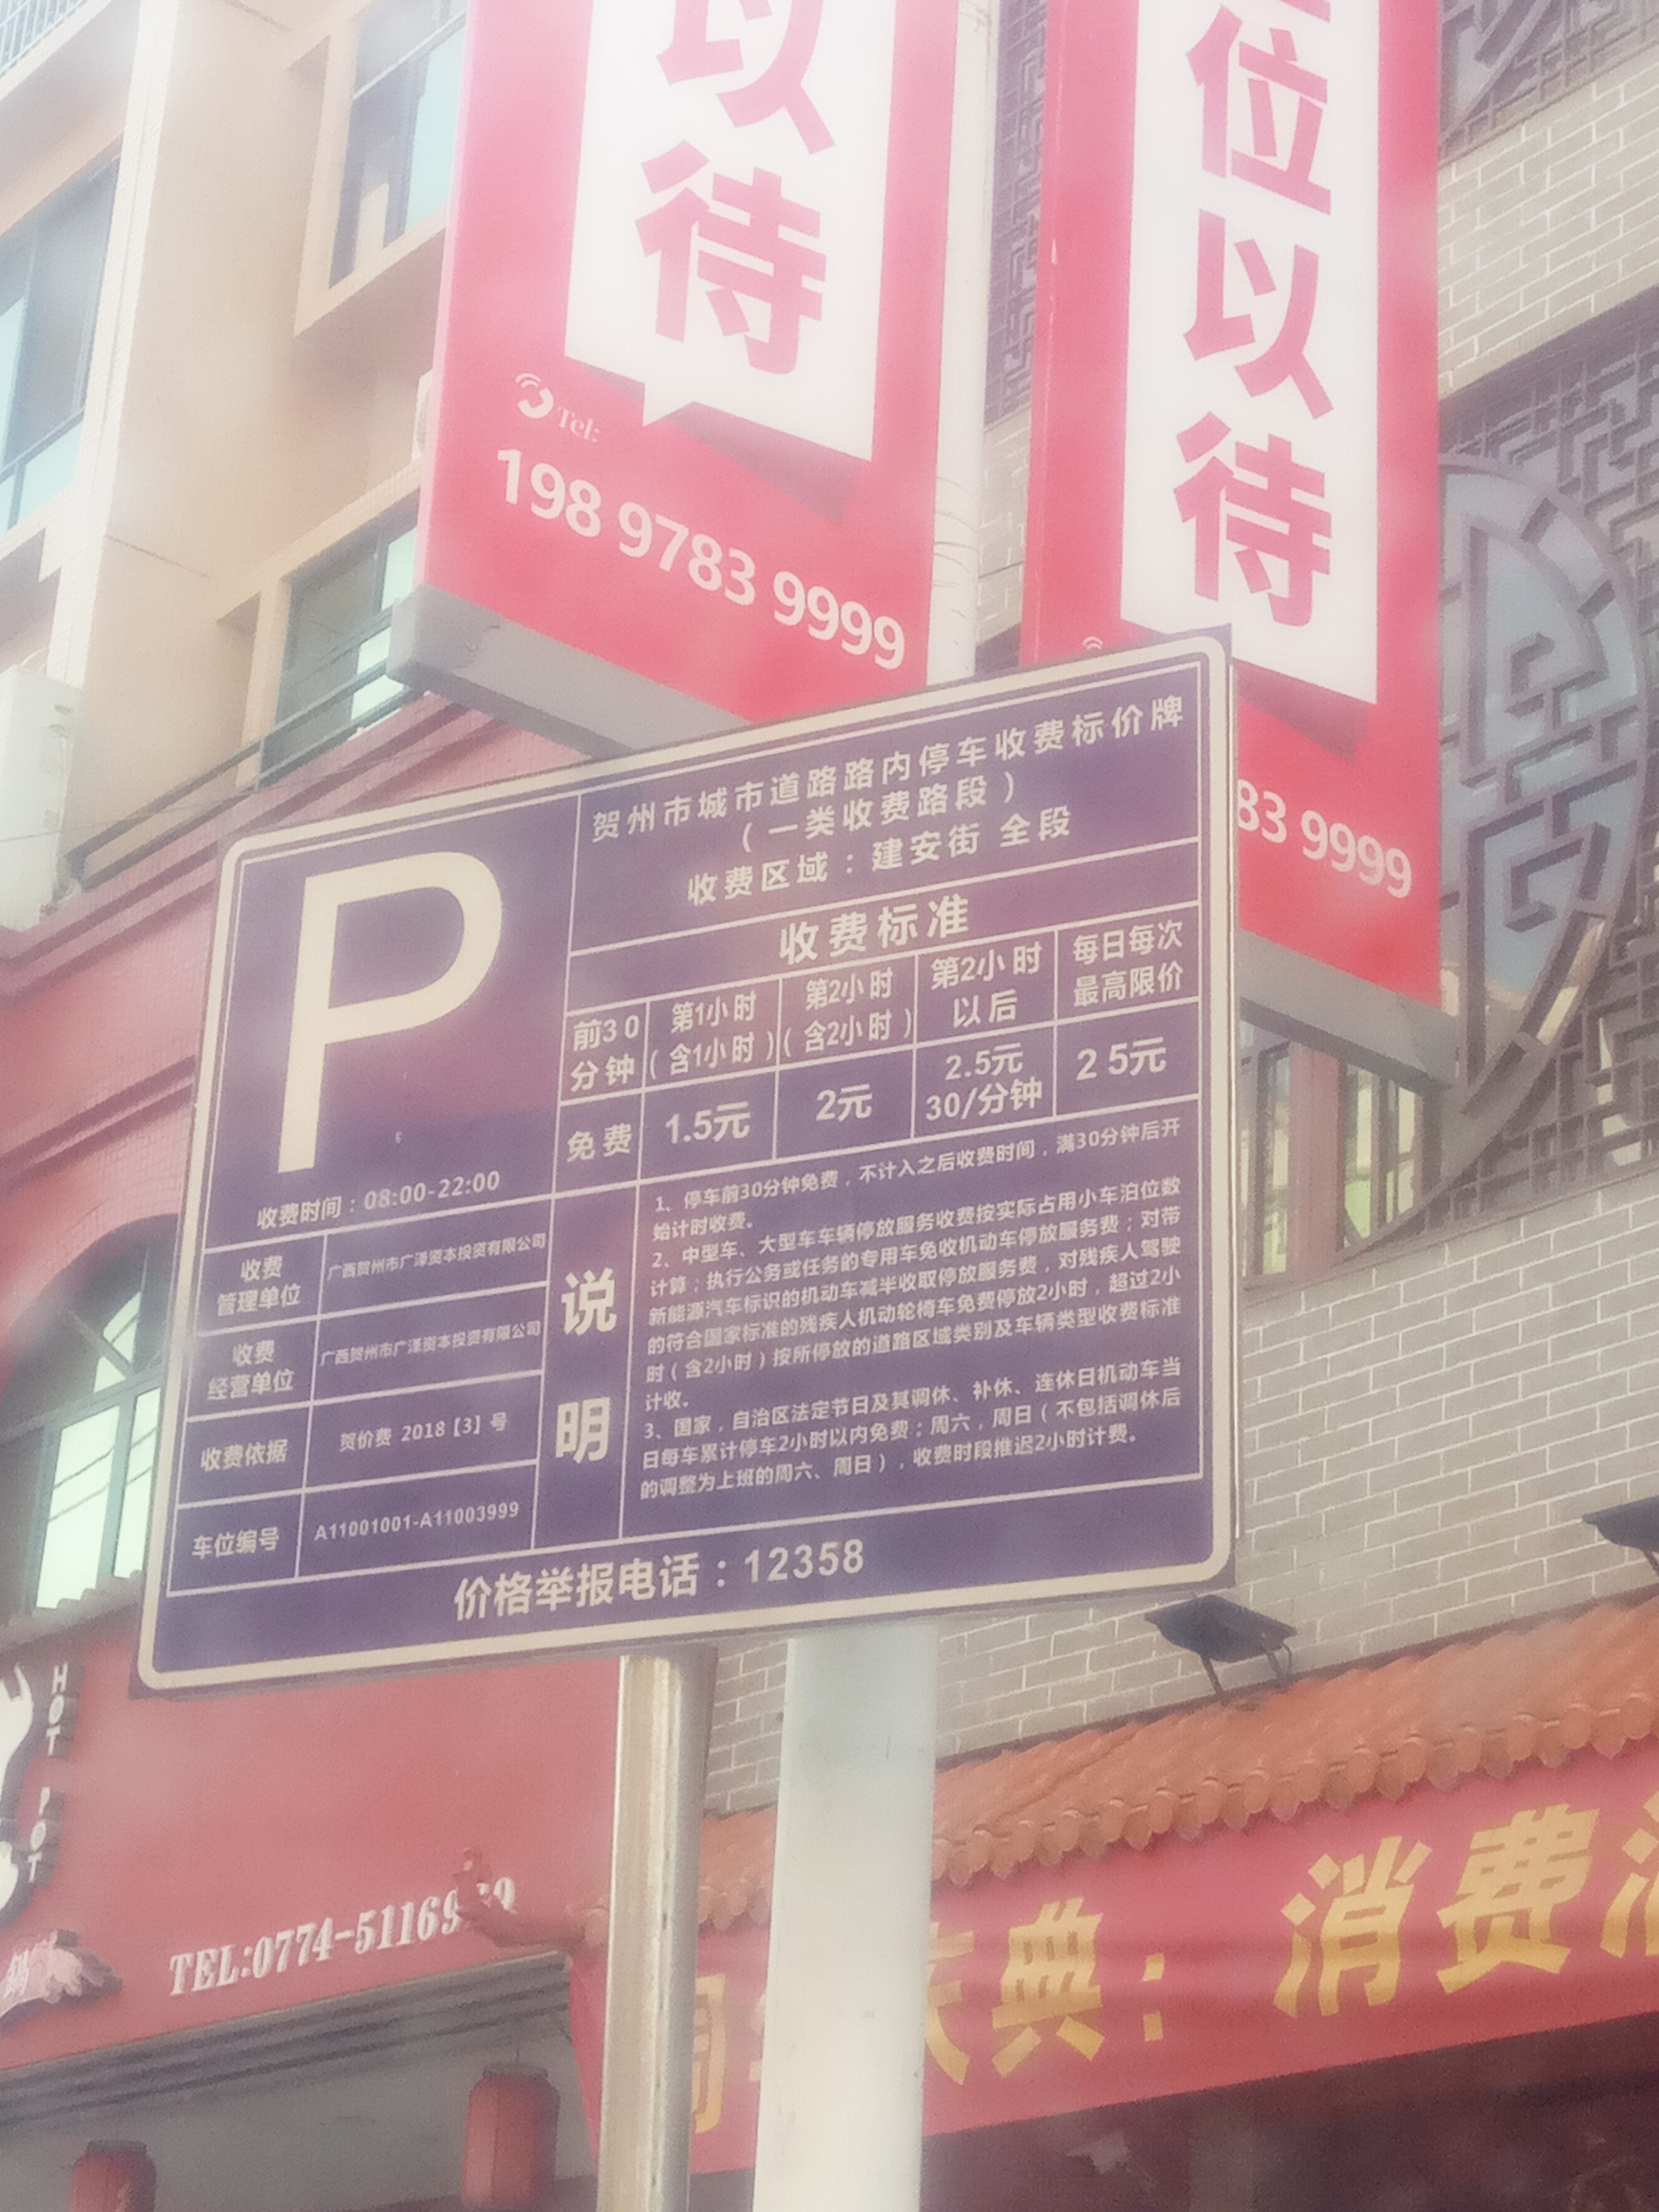 以
待
Tel:
198 9783 9999
位
以
待
83 9999
贺州市城市道路路内停车收费标价牌
（一类收费路段）
收费区域：建安街 全段
P
收费时间：08:00-22:00
收费标准
前30分钟
第1小时（含1小时）
第2小时（含2小时）
第2小时以后
每日每次最高限价
免费
1.5元
2元
2.5元
30/分钟
25元
收费管理单位
广西贺州市广泽资本投资有限公司
收费经营单位
广西贺州市广泽资本投资有限公司
收费依据
贺价费 2018【3】号
车位编号
A11001001-A11003999
说明
1、停车前30分钟免费，不计入之后收费时间，满30分钟后开
始计时收费。
2、中型车、大型车车辆停放服务收费按实际占用小车泊位数
计算；执行公务或任务的专用车免收机动车停放服务费；对带
新能源汽车标识的机动车减半收取停放服务费，对残疾人驾驶
的符合国家标准的残疾人机动轮椅车免费停放2小时，超过2小
时（含2小时）按所停放的道路区域类别及车辆类型收费标准
计收。
3、国家，自治区法定节日及其调休、补休、连休日机动车当
日每车累计停车2小时以内免费；周六，周日（不包括调休后
的调整为上班的周六、周日），收费时段推迟2小时计费。
价格举报电话：12358
HOT POT
鍋
TEL:0774-51169
典：消费